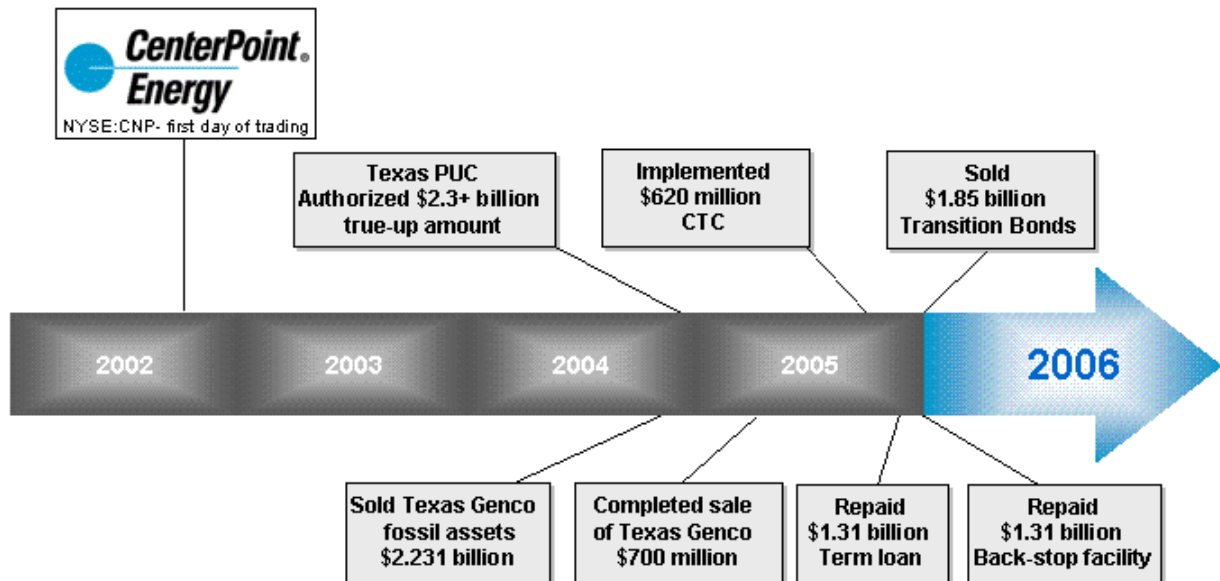 CenterPoint®
Energy
NYSE:CNP- first day of trading
Texas PUC
Authorized $2.3+ billion
true-up amount
Implemented
$620 million
CTC
Sold
$1.85 billion
Transition Bonds
2002
2003
2004
2005
2006
Sold Texas Genco
fossil assets
$2.231 billion
Completed sale
of Texas Genco
$700 million
Repaid
$1.31 billion
Term loan
Repaid
$1.31 billion
Back-stop facility